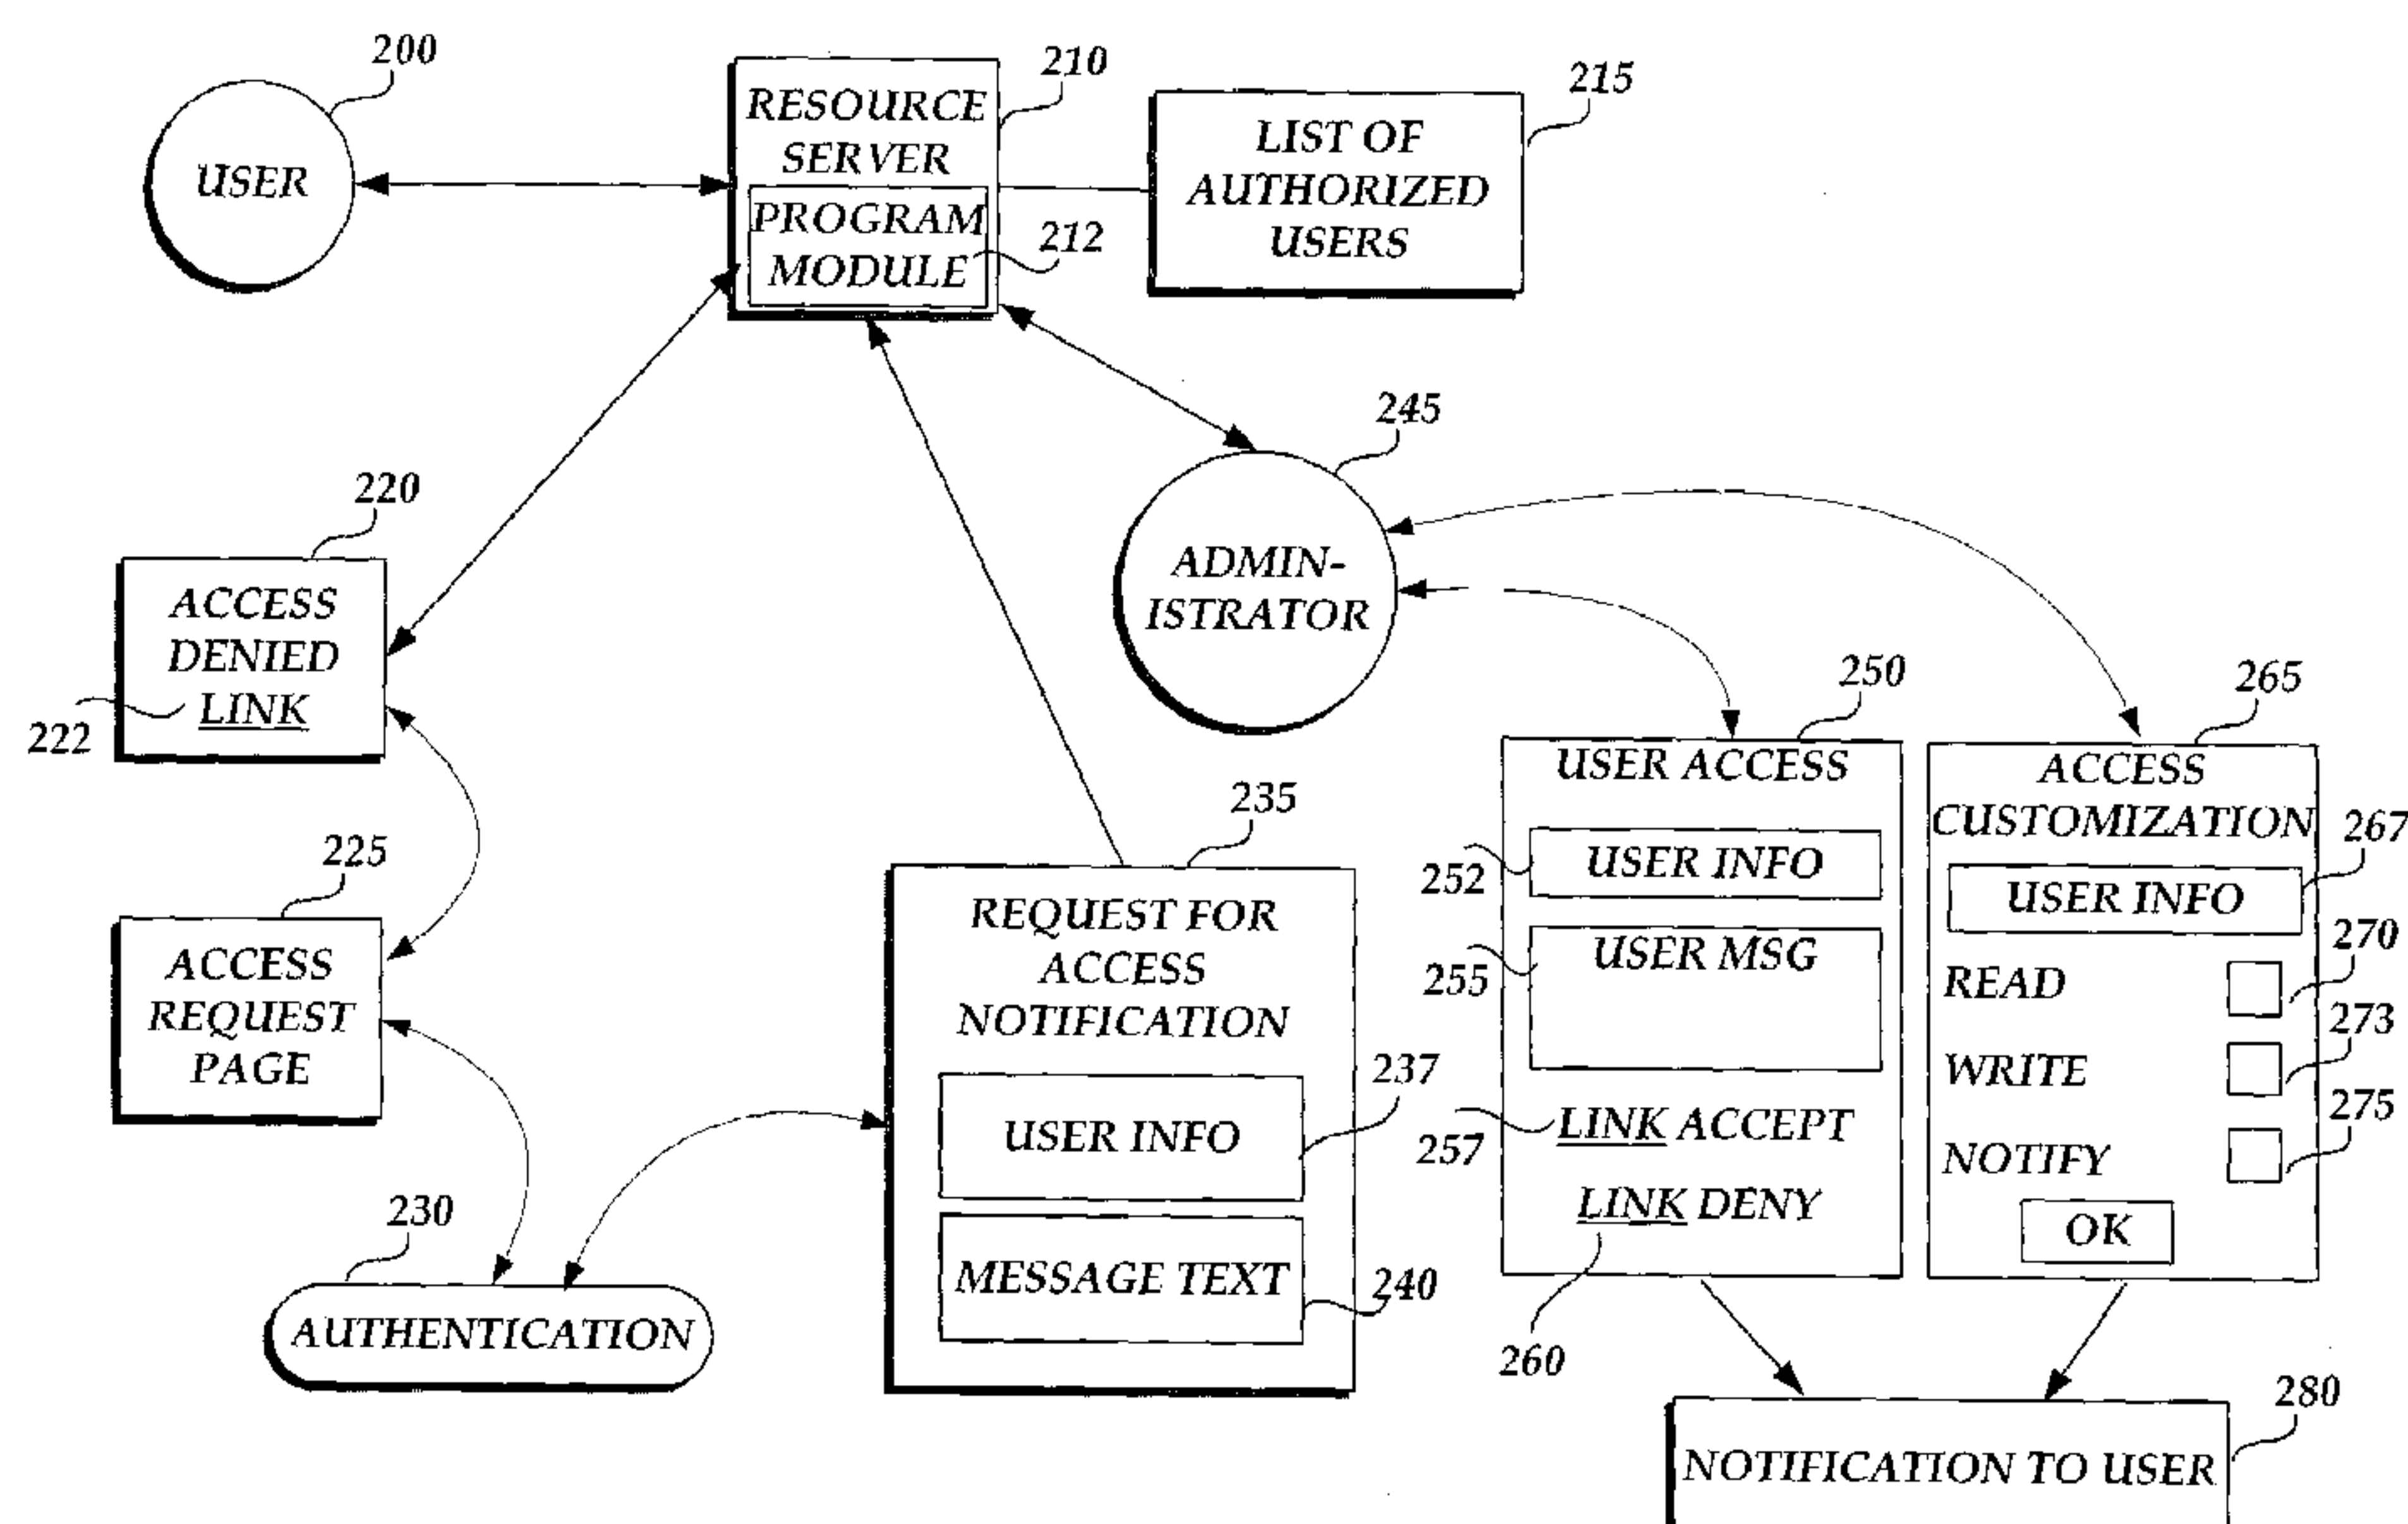 200
USER
RESOURCE
SERVER
210
PROGRAM
MODULE
212
LIST OF
AUTHORIZED
USERS
215
245
ADMIN-
ISTRATOR
220
ACCESS
DENIED
LINK
222
225
ACCESS
REQUEST
PAGE
230
AUTHENTICATION
235
REQUEST FOR
ACCESS
NOTIFICATION
USER INFO
237
MESSAGE TEXT
240
250
USER ACCESS
USER INFO
252
USER MSG
255
LINK ACCEPT
257
LINK DENY
260
265
ACCESS
CUSTOMIZATION
USER INFO
267
READ
270
WRITE
273
NOTIFY
275
OK
280
NOTIFICATION TO USER